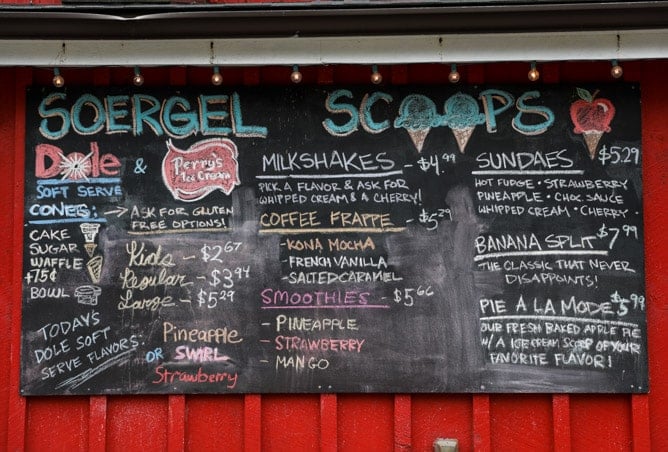 SOERGEL SCOOPS
Dole
SOFT SERVE
&
Perry's
Ice Cream
CONES: → ASK FOR GLUTEN
FREE OPTIONS!
CAKE
SUGAR
WAFFLE
+75¢
BOWL
Kids - $2.67
Regular - $3.94
Large - $5.29
TODAYS
DOLE SOFT
SERVE FLAVORS:
Pineapple
OR SWIRL
Strawberry
MILKSHAKES - $4.99
PICK A FLAVOR & ASK FOR
WHIPPED CREAM & A CHERRY!
COFFEE FRAPPE - $5.29
- KONA MOCHA
- FRENCH VANILLA
- SALTED CARAMEL
SMOOTHIES - $5.66
- PINEAPPLE
- STRAWBERRY
- MANGO
SUNDAES - $5.29
HOT FUDGE · STRAWBERRY
PINEAPPLE · CHOC. SAUCE
WHIPPED CREAM · CHERRY ·
BANANA SPLIT $7.99
- THE CLASSIC THAT NEVER
DISAPPOINTS!
PIE A LA MODE $5.99
OUR FRESH BAKED APPLE PIE
W/ A ICE CREAM SCOOP OF YOUR
FAVORITE FLAVOR!